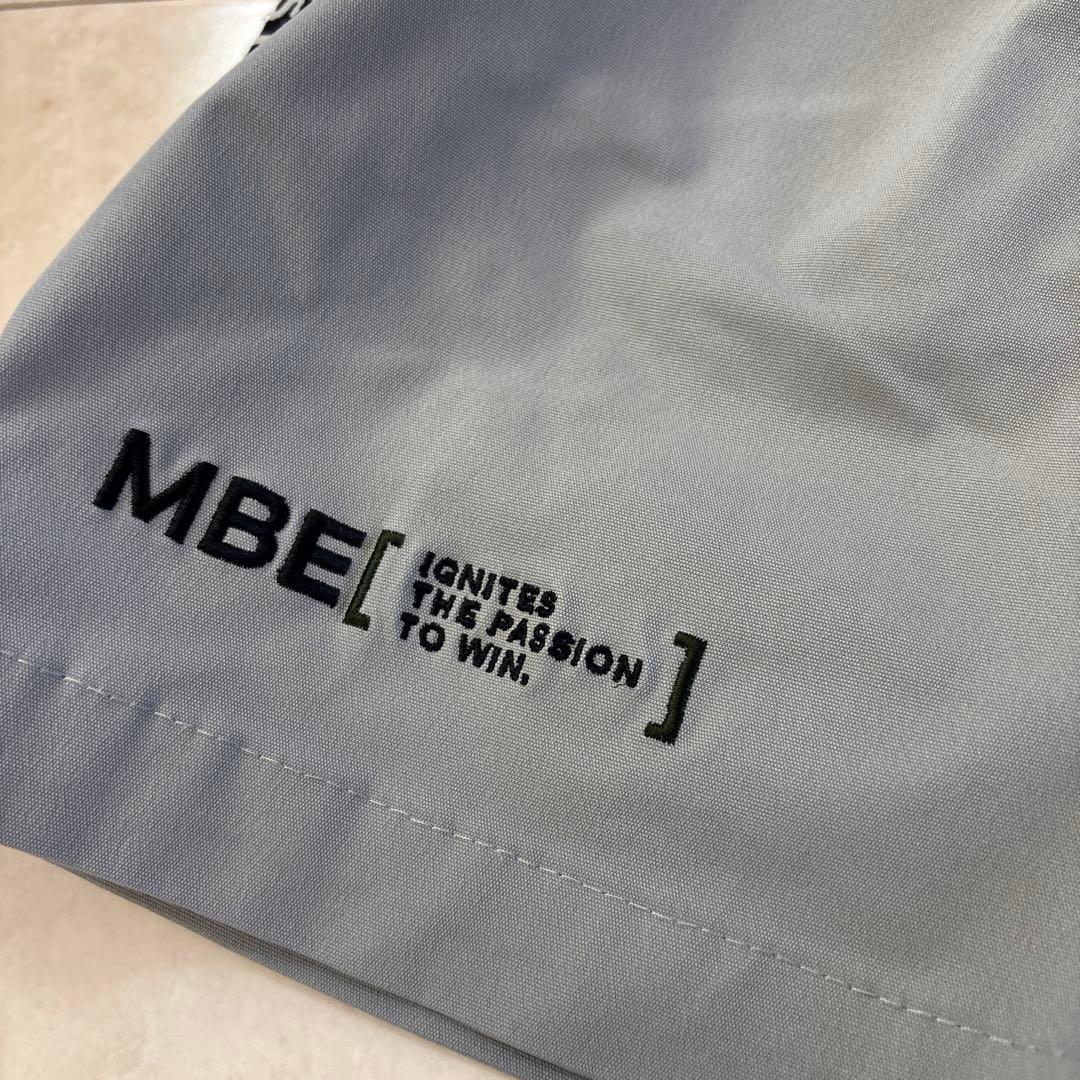 MBE[
IGNITES
THE PASSION
TO WIN.
]